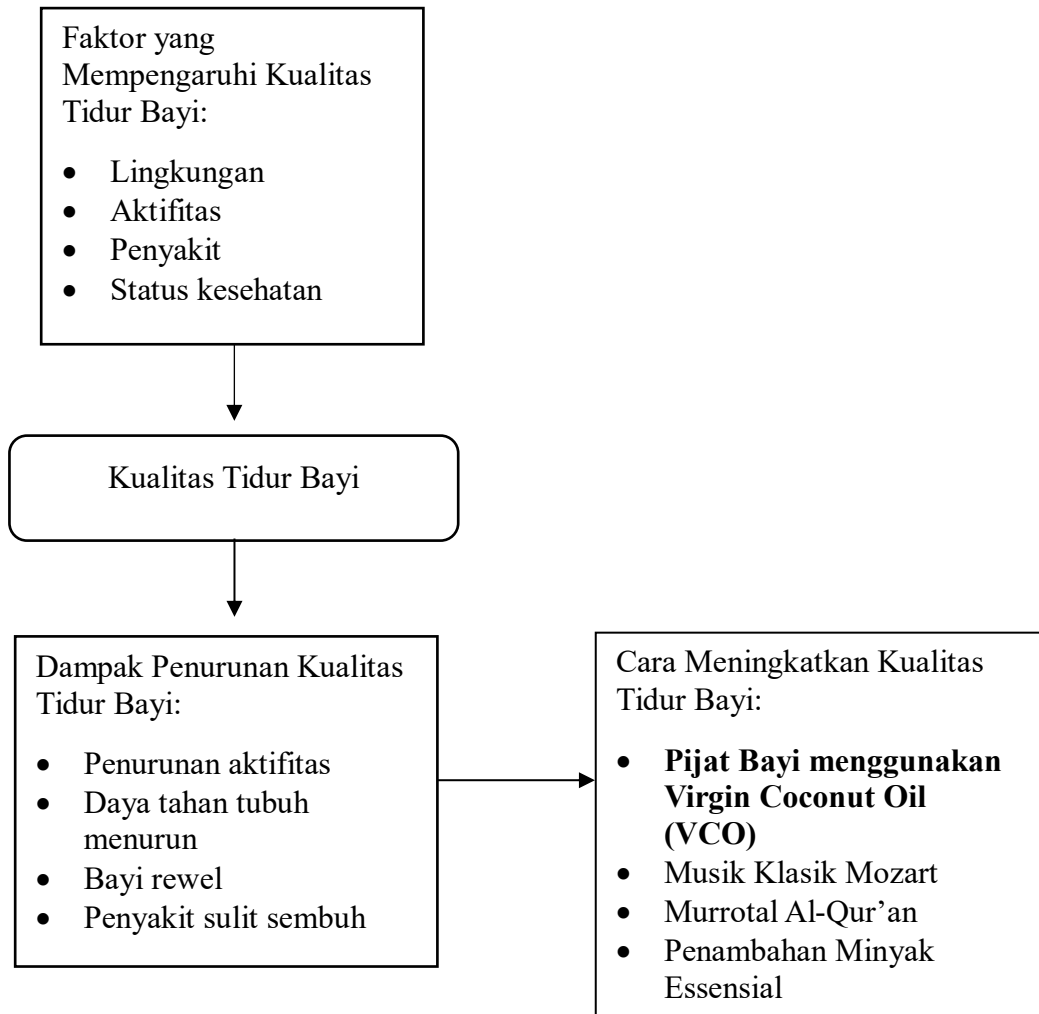 Faktor yang
Mempengaruhi Kualitas
Tidur Bayi:
• Lingkungan
• Aktifitas
• Penyakit
• Status kesehatan
Kualitas Tidur Bayi
Dampak Penurunan Kualitas
Tidur Bayi:
• Penurunan aktifitas
• Daya tahan tubuh
menurun
• Bayi rewel
• Penyakit sulit sembuh
Cara Meningkatkan Kualitas
Tidur Bayi:
• Pijat Bayi menggunakan
Virgin Coconut Oil
(VCO)
• Musik Klasik Mozart
• Murrotal Al-Qur’an
• Penambahan Minyak
Essensial